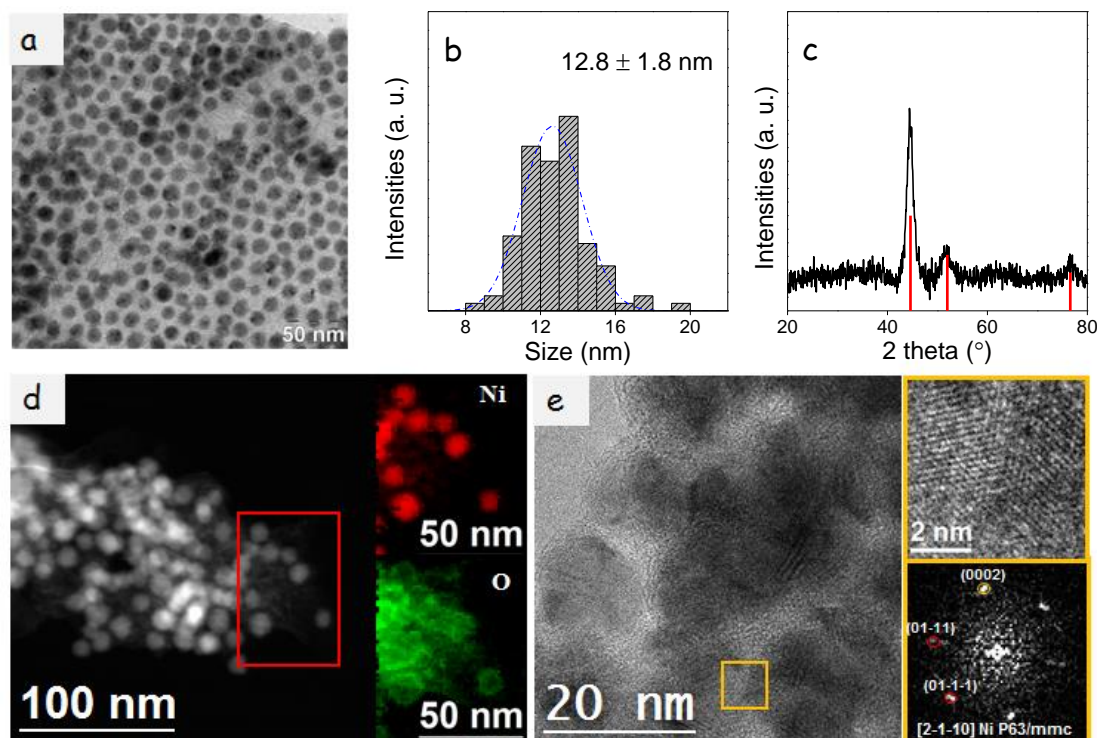 a
50 nm
b
12.8 ± 1.8 nm
Intensities (a. u.)
8 12 16 20
Size (nm)
c
Intensities (a. u.)
20 40 60 80
2 theta (°)
d
100 nm
Ni
50 nm
O
50 nm
e
20 nm
2 nm
(0002)
(01-11)
(01-1-1)
[2-1-10] Ni P63/mmc